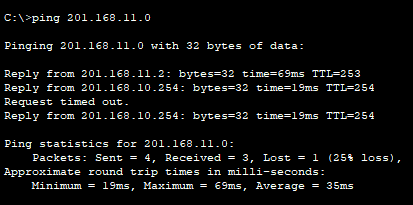 C:\>ping 201.168.11.0
Pinging 201.168.11.0 with 32 bytes of data:
Reply from 201.168.11.2: bytes=32 time=69ms TTL=253
Reply from 201.168.10.254: bytes=32 time=19ms TTL=254
Request timed out.
Reply from 201.168.10.254: bytes=32 time=19ms TTL=254
Ping statistics for 201.168.11.0:
Packets: Sent = 4, Received = 3, Lost = 1 (25% loss),
Approximate round trip times in milli-seconds:
Minimum = 19ms, Maximum = 69ms, Average = 35ms